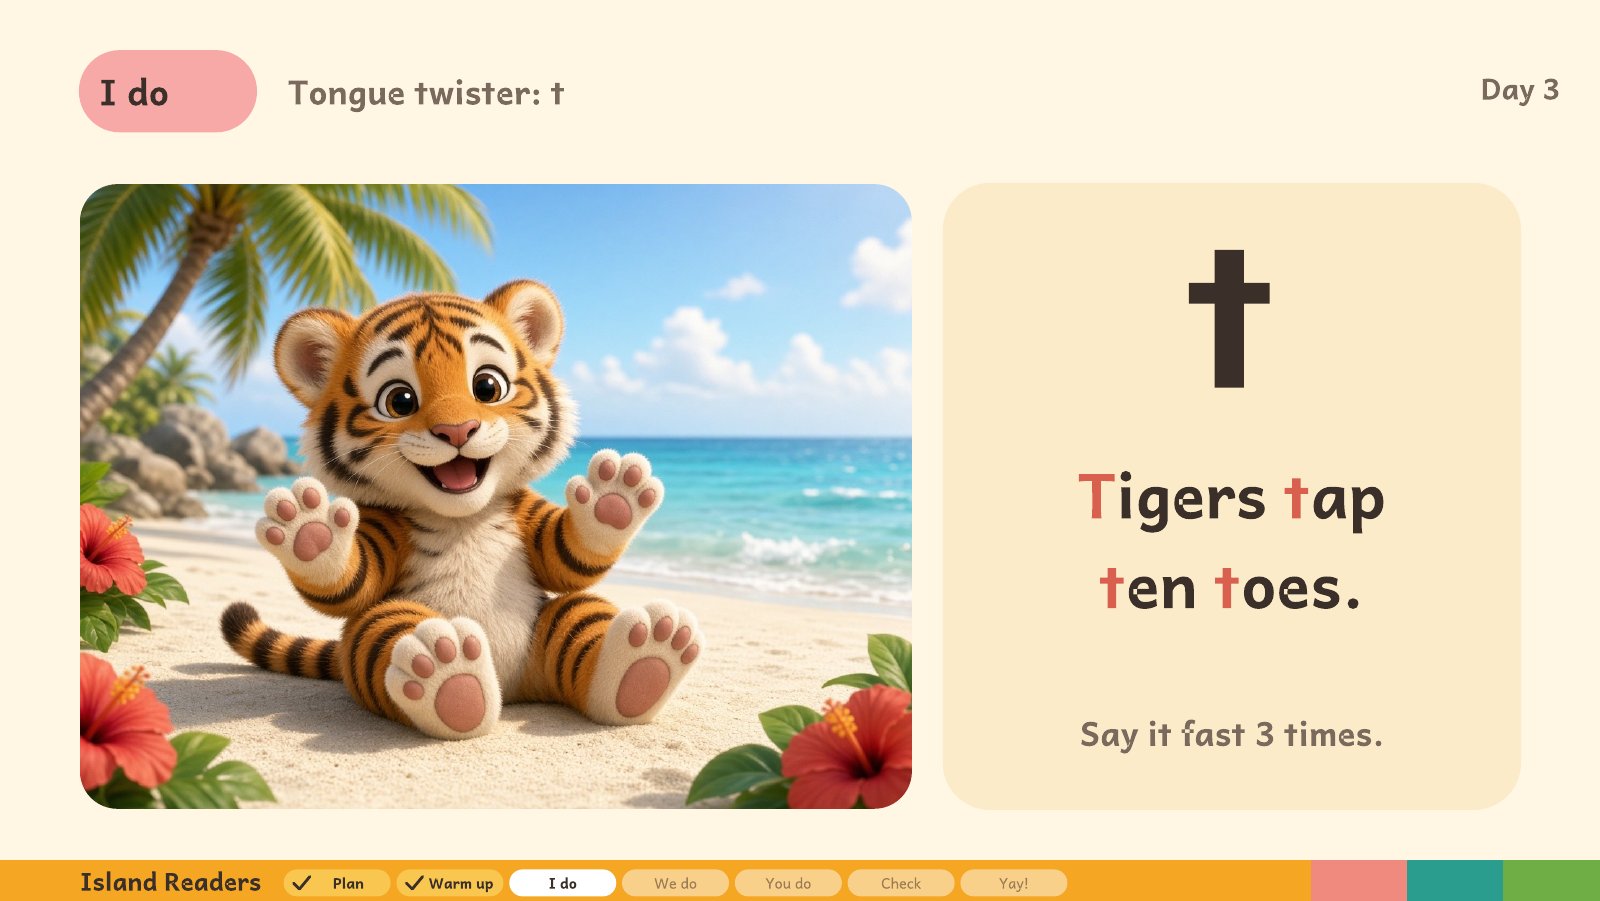 I do
Tongue twister: t
Day 3
t
Tigers tap
ten toes.
Say it fast 3 times.
Island Readers
Plan
Warm up
I do
We do
You do
Check
Yay!